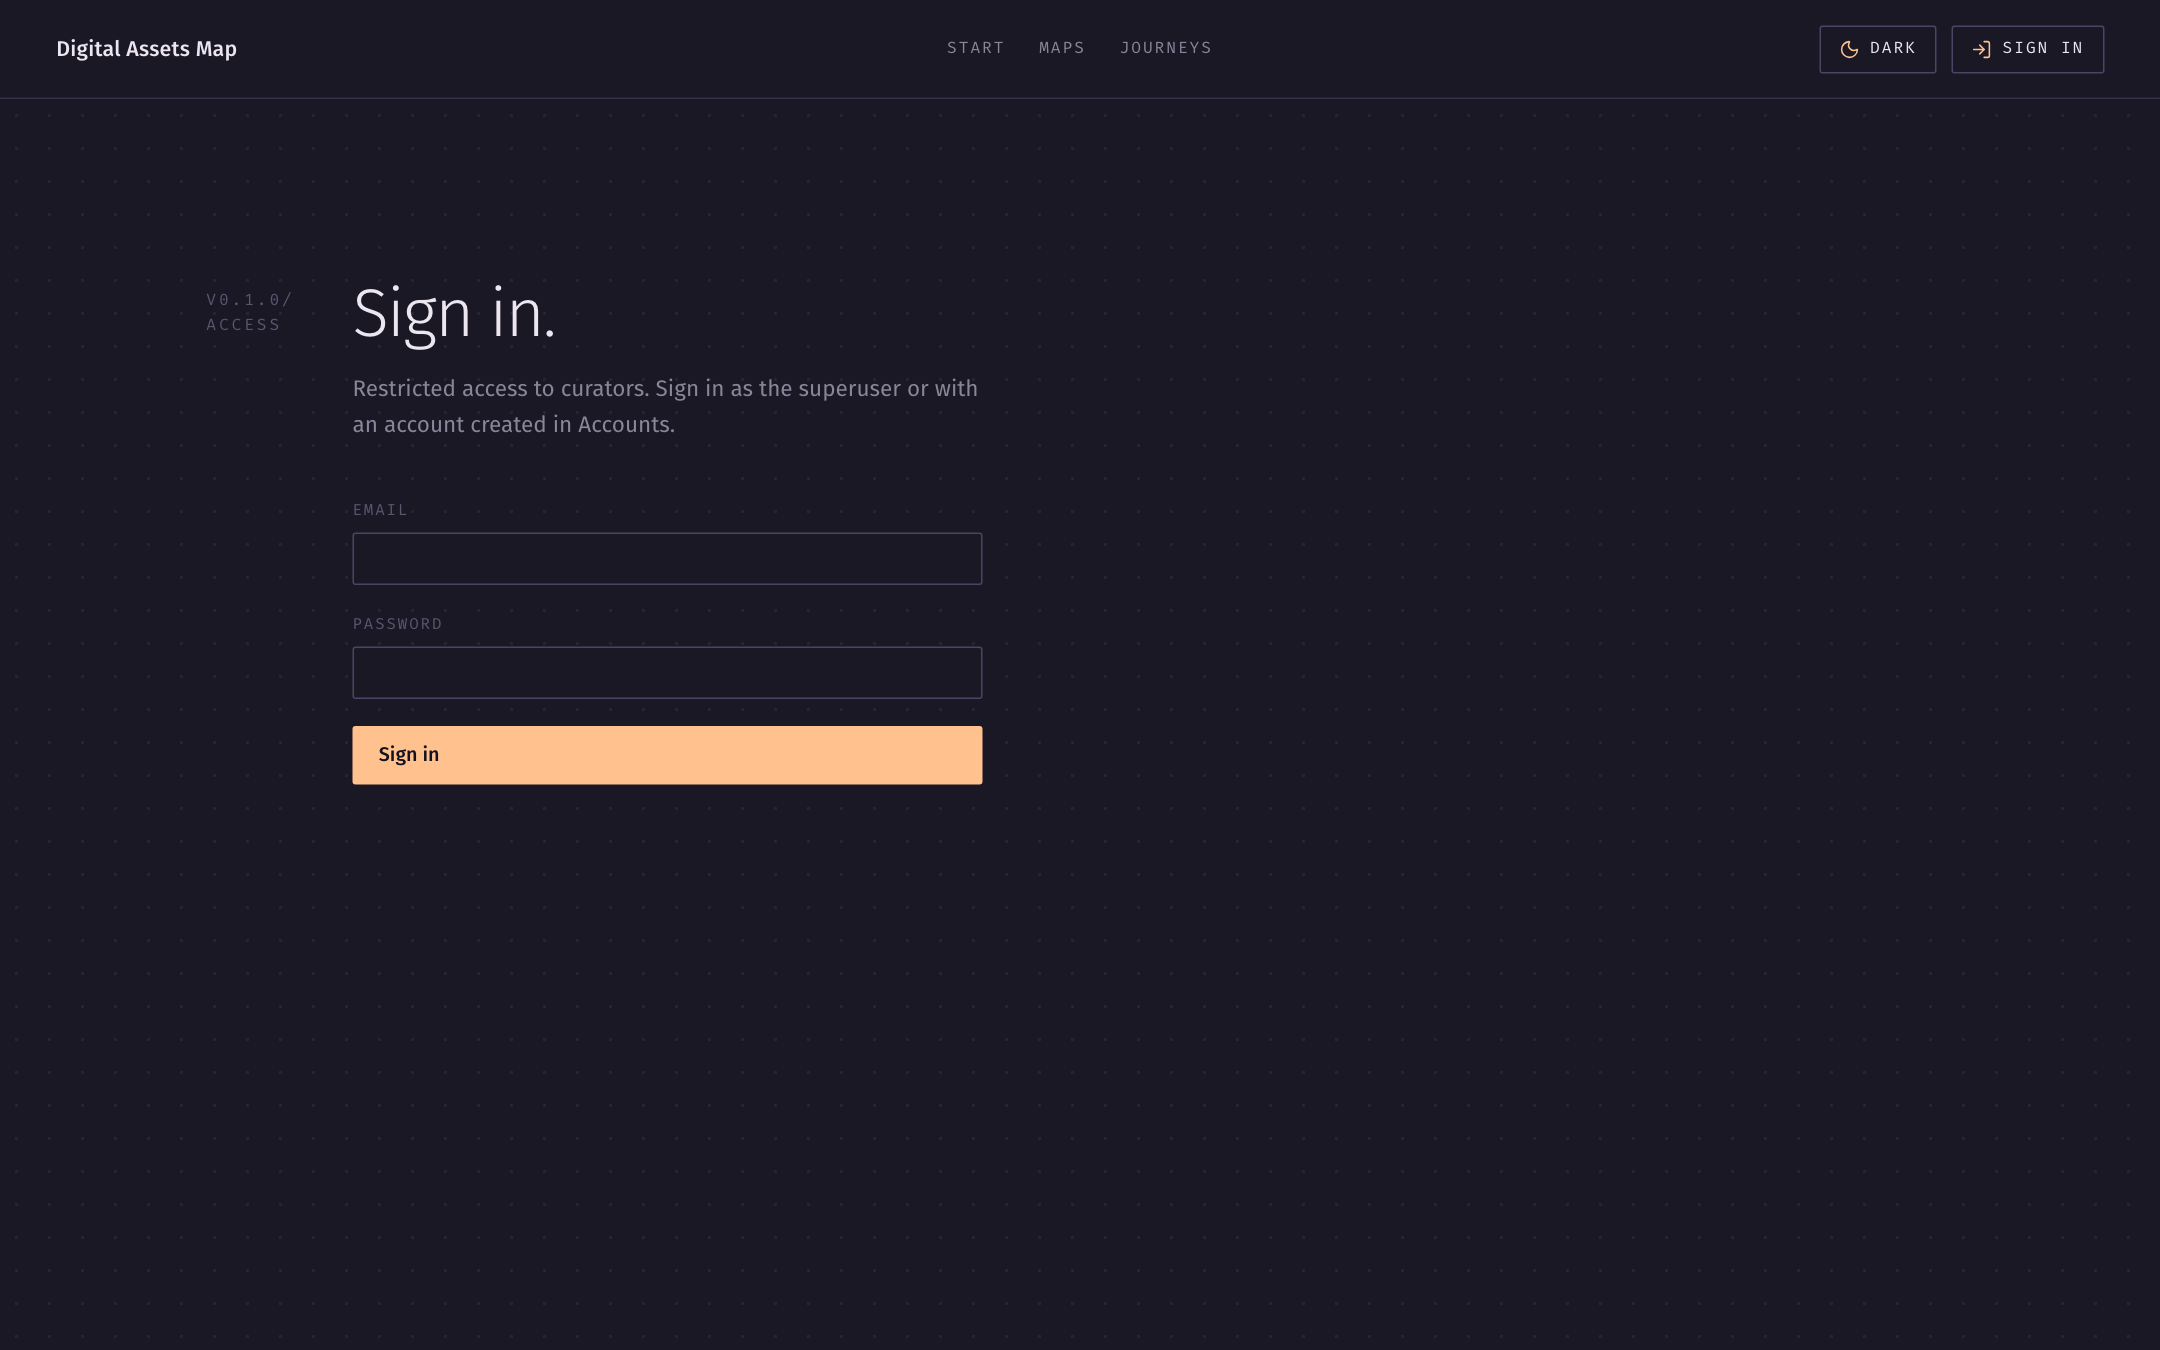 Digital Assets Map
START MAPS JOURNEYS
DARK
SIGN IN
V0.1.0/
ACCESS
Sign in.
Restricted access to curators. Sign in as the superuser or with
an account created in Accounts.
EMAIL
PASSWORD
Sign in